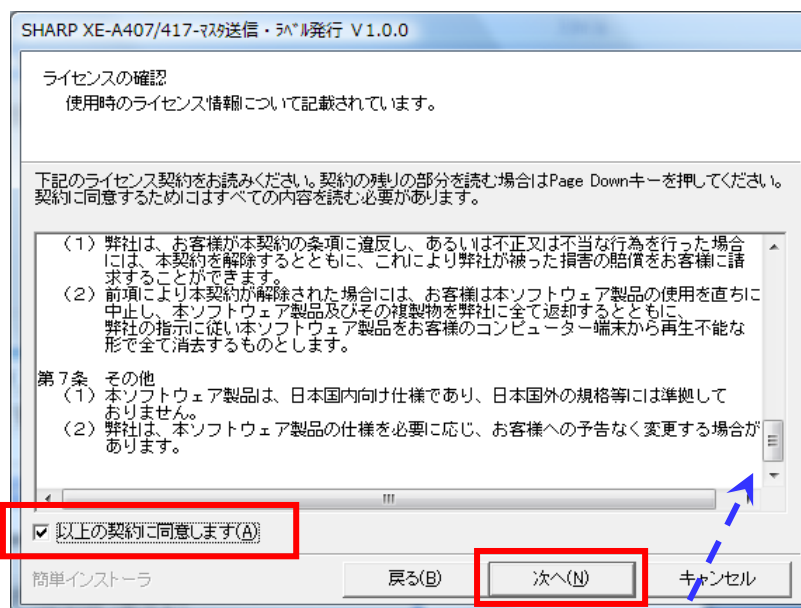 SHARP XE-A407/417-ﾏｽﾀ送信・ﾗﾍﾞﾙ発行 V1.0.0
ライセンスの確認
使用時のライセンス情報について記載されています。
下記のライセンス契約をお読みください。契約の残りの部分を読む場合はPage Downキーを押してください。
契約に同意するためにはすべての内容を読む必要があります。
（１）弊社は、お客様が本契約の条項に違反し、あるいは不正又は不当な行為を行った場合
には、本契約を解除するとともに、これにより弊社が被った損害の賠償をお客様に請
求することができます。
（２）前項により本契約が解除された場合には、お客様は本ソフトウェア製品の使用を直ちに
中止し、本ソフトウェア製品及びその複製物を弊社に全て返却するとともに、
弊社の指示に従い本ソフトウェア製品をお客様のコンピューター端末から再生不能な
形で全て消去するものとします。
第７条　その他
（１）本ソフトウェア製品は、日本国内向け仕様であり、日本国外の規格等には準拠して
おりません。
（２）弊社は、本ソフトウェア製品の仕様を必要に応じ、お客様への予告なく変更する場合が
あります。
以上の契約に同意します(A)
簡単インストーラ
戻る(B)
次へ(N)
キャンセル